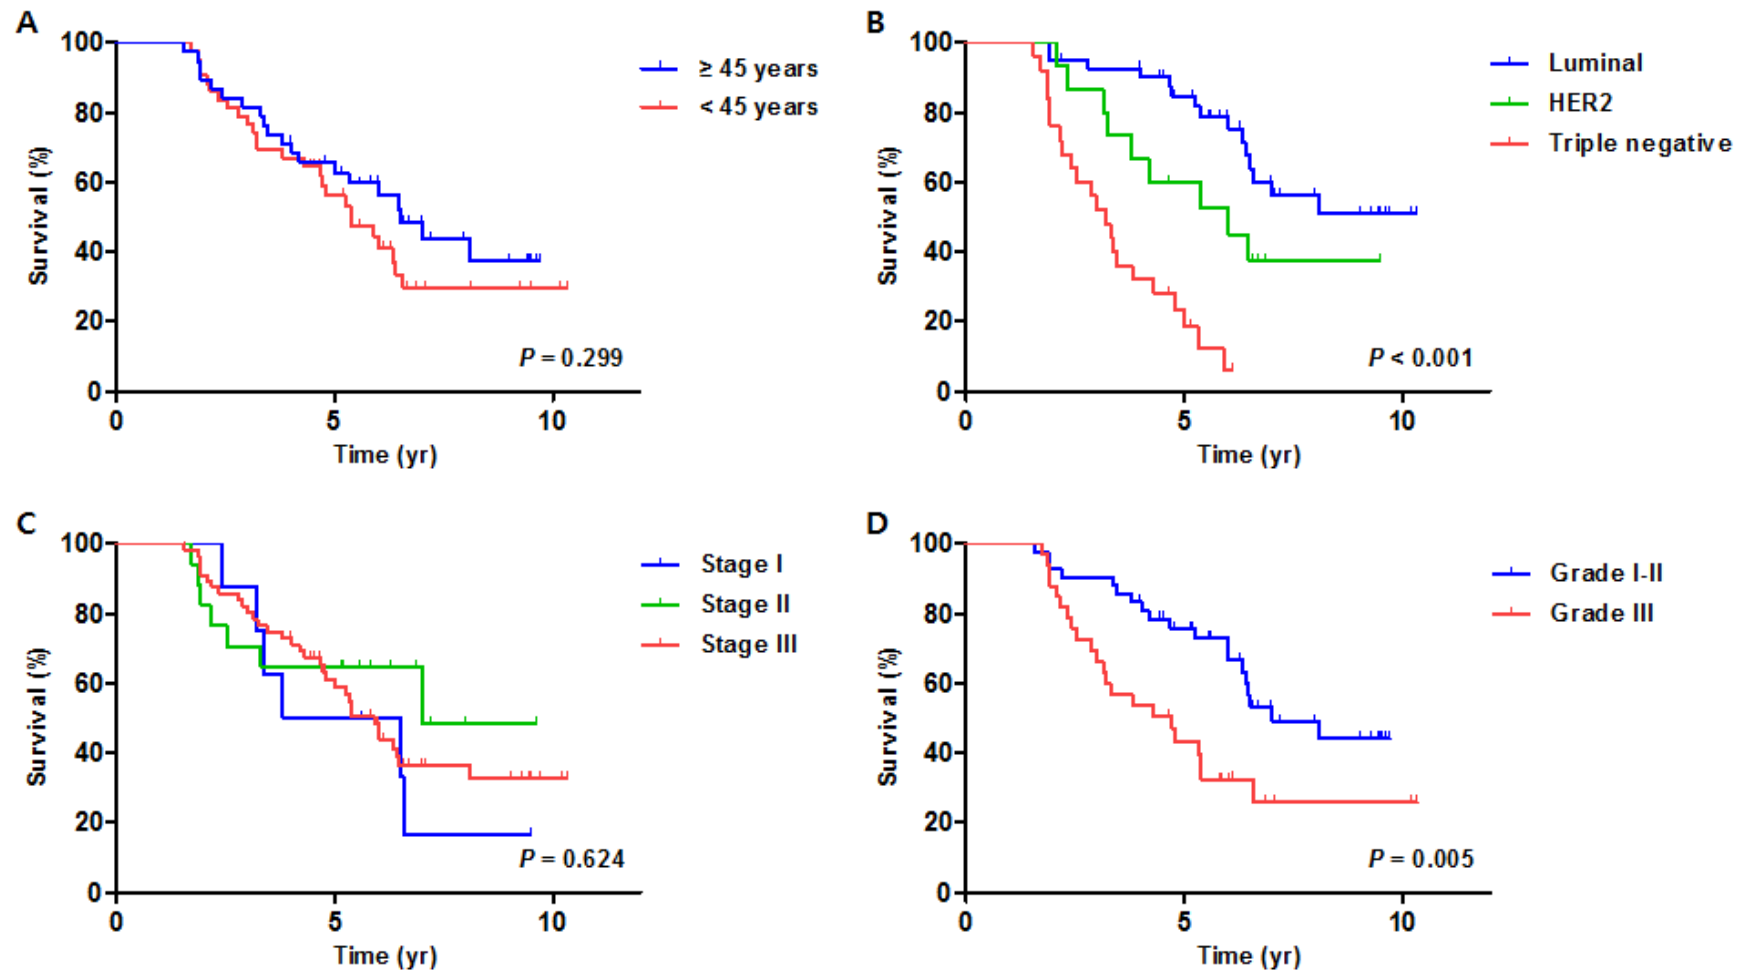 A
100
80
60
40
20
0
Survival (%)
≥ 45 years
< 45 years
P = 0.299
0 5 10
Time (yr)
B
100
80
60
40
20
0
Survival (%)
Luminal
HER2
Triple negative
P < 0.001
0 5 10
Time (yr)
C
100
80
60
40
20
0
Survival (%)
Stage I
Stage II
Stage III
P = 0.624
0 5 10
Time (yr)
D
100
80
60
40
20
0
Survival (%)
Grade I-II
Grade III
P = 0.005
0 5 10
Time (yr)